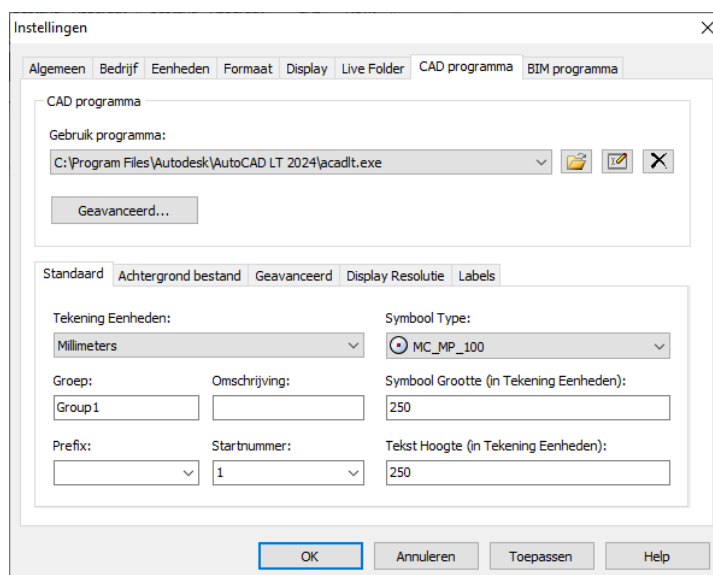 Instellingen
Algemeen Bedrijf Eenheden Formaat Display Live Folder CAD programma BIM programma
CAD programma
Gebruik programma:
C:\Program Files\Autodesk\AutoCAD LT 2024\acadlt.exe
Geavanceerd...
Standaard Achtergrond bestand Geavanceerd Display Resolutie Labels
Tekening Eenheden: Symbool Type:
Millimeters MC_MP_100
Groep: Omschrijving: Symbool Grootte (in Tekening Eenheden):
Group1 250
Prefix: Startnummer: Tekst Hoogte (in Tekening Eenheden):
1 250
OK Annuleren Toepassen Help